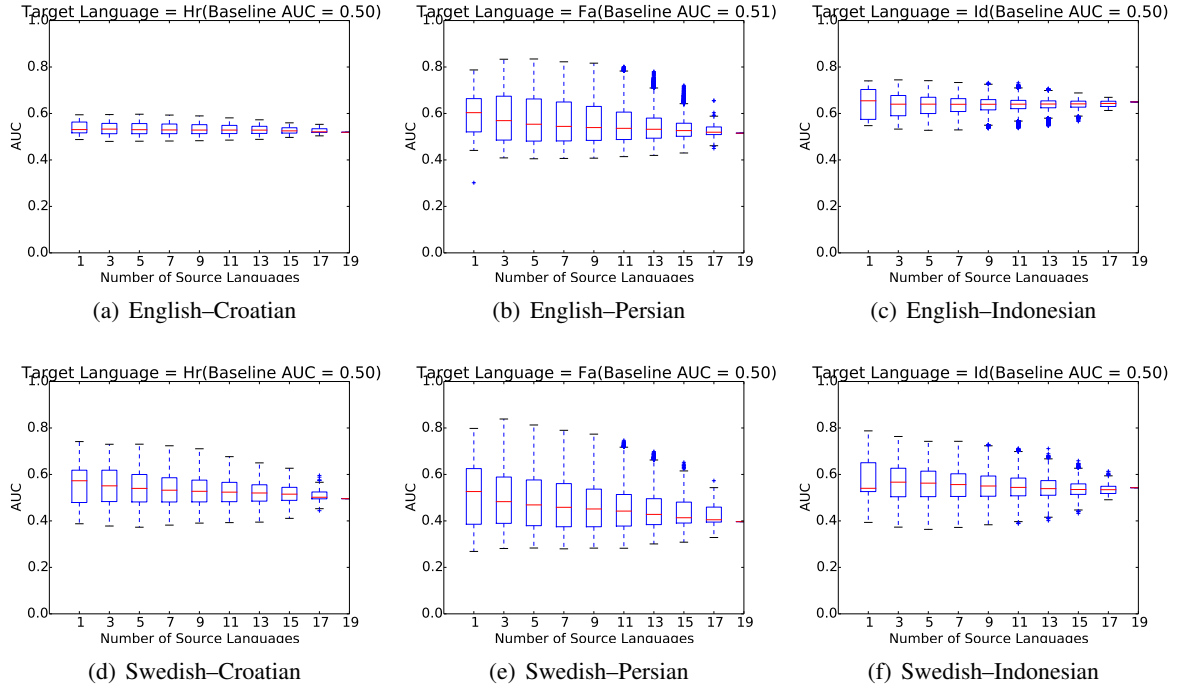 Target Language = Hr(Baseline AUC = 0.50)
1.0
0.8
0.6
0.4
0.2
0.0
AUC
1 3 5 7 9 11 13 15 17 19
Number of Source Languages
(a) English–Croatian
Target Language = Fa(Baseline AUC = 0.51)
1.0
0.8
0.6
0.4
0.2
0.0
AUC
1 3 5 7 9 11 13 15 17 19
Number of Source Languages
(b) English–Persian
Target Language = Id(Baseline AUC = 0.50)
1.0
0.8
0.6
0.4
0.2
0.0
AUC
1 3 5 7 9 11 13 15 17 19
Number of Source Languages
(c) English–Indonesian
Target Language = Hr(Baseline AUC = 0.50)
1.0
0.8
0.6
0.4
0.2
0.0
AUC
1 3 5 7 9 11 13 15 17 19
Number of Source Languages
(d) Swedish–Croatian
Target Language = Fa(Baseline AUC = 0.50)
1.0
0.8
0.6
0.4
0.2
0.0
AUC
1 3 5 7 9 11 13 15 17 19
Number of Source Languages
(e) Swedish–Persian
Target Language = Id(Baseline AUC = 0.50)
1.0
0.8
0.6
0.4
0.2
0.0
AUC
1 3 5 7 9 11 13 15 17 19
Number of Source Languages
(f) Swedish–Indonesian